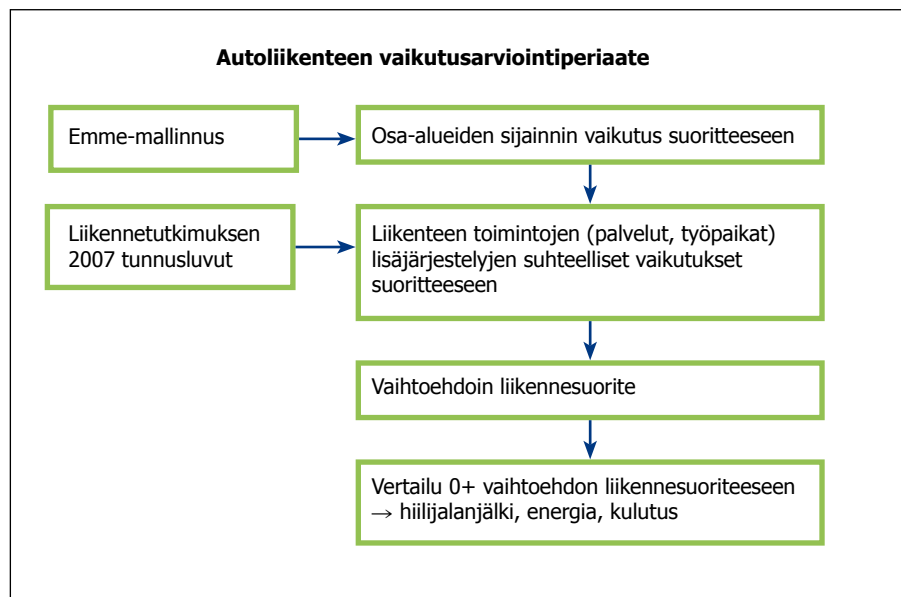 Autoliikenteen vaikutusarviointiperiaate
Emme-mallinnus
Osa-alueiden sijainnin vaikutus suoritteeseen
Liikennetutkimuksen
2007 tunnusluvut
Liikenteen toimintojen (palvelut, työpaikat)
lisäjärjestelyjen suhteelliset vaikutukset
suoritteeseen
Vaihtoehdoin liikennesuorite
Vertailu 0+ vaihtoehdon liikennesuoriteeseen
→ hiilijalanjälki, energia, kulutus